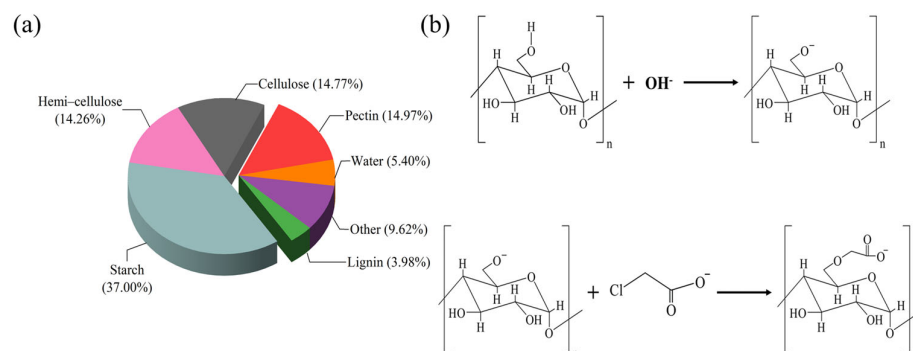 (a)
Cellulose (14.77%)
Hemi–cellulose
(14.26%)
Pectin (14.97%)
Water (5.40%)
Other (9.62%)
Lignin (3.98%)
Starch
(37.00%)
(b)
H
O
H
H
O
H
HO
OH
H
H
O
n
+
OH-
O-
H
H
O
H
HO
OH
H
H
O
n
O-
H
H
O
H
HO
OH
H
H
O
n
+
Cl
O
O-
O
O-
O
H
H
O
H
HO
OH
H
H
O
n